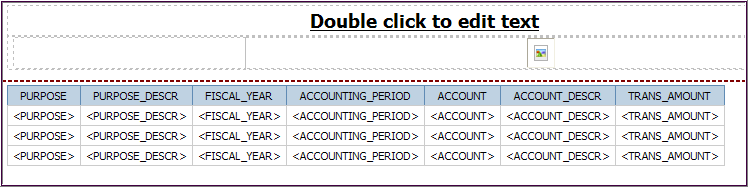 Double click to edit text
PURPOSE PURPOSE_DESCR FISCAL_YEAR ACCOUNTING_PERIOD ACCOUNT ACCOUNT_DESCR TRANS_AMOUNT
<PURPOSE> <PURPOSE_DESCR> <FISCAL_YEAR> <ACCOUNTING_PERIOD> <ACCOUNT> <ACCOUNT_DESCR> <TRANS_AMOUNT>
<PURPOSE> <PURPOSE_DESCR> <FISCAL_YEAR> <ACCOUNTING_PERIOD> <ACCOUNT> <ACCOUNT_DESCR> <TRANS_AMOUNT>
<PURPOSE> <PURPOSE_DESCR> <FISCAL_YEAR> <ACCOUNTING_PERIOD> <ACCOUNT> <ACCOUNT_DESCR> <TRANS_AMOUNT>